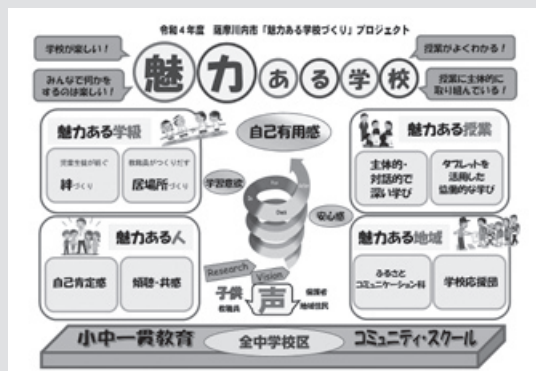 令和４年度　薩摩川内市「魅力ある学校づくり」プロジェクト
学校が楽しい！
みんなで何かを
するのは楽しい！
魅力ある学校
授業がよくわかる！
授業に主体的に
取り組んでいる！
魅力ある学級
児童生徒が紡ぐ
絆づくり
教職員がつくりだす
居場所づくり
自己有用感
学習意欲
安心感
魅力ある授業
主体的・
対話的で
深い学び
タブレットを
活用した
協働的な学び
魅力ある人
自己肯定感
傾聴・共感
Research
Vision
子供
教職員
声
保護者
地域住民
魅力ある地域
ふるさと
コミュニケーション科
学校応援団
小中一貫教育
全中学校区
コミュニティ・スクール